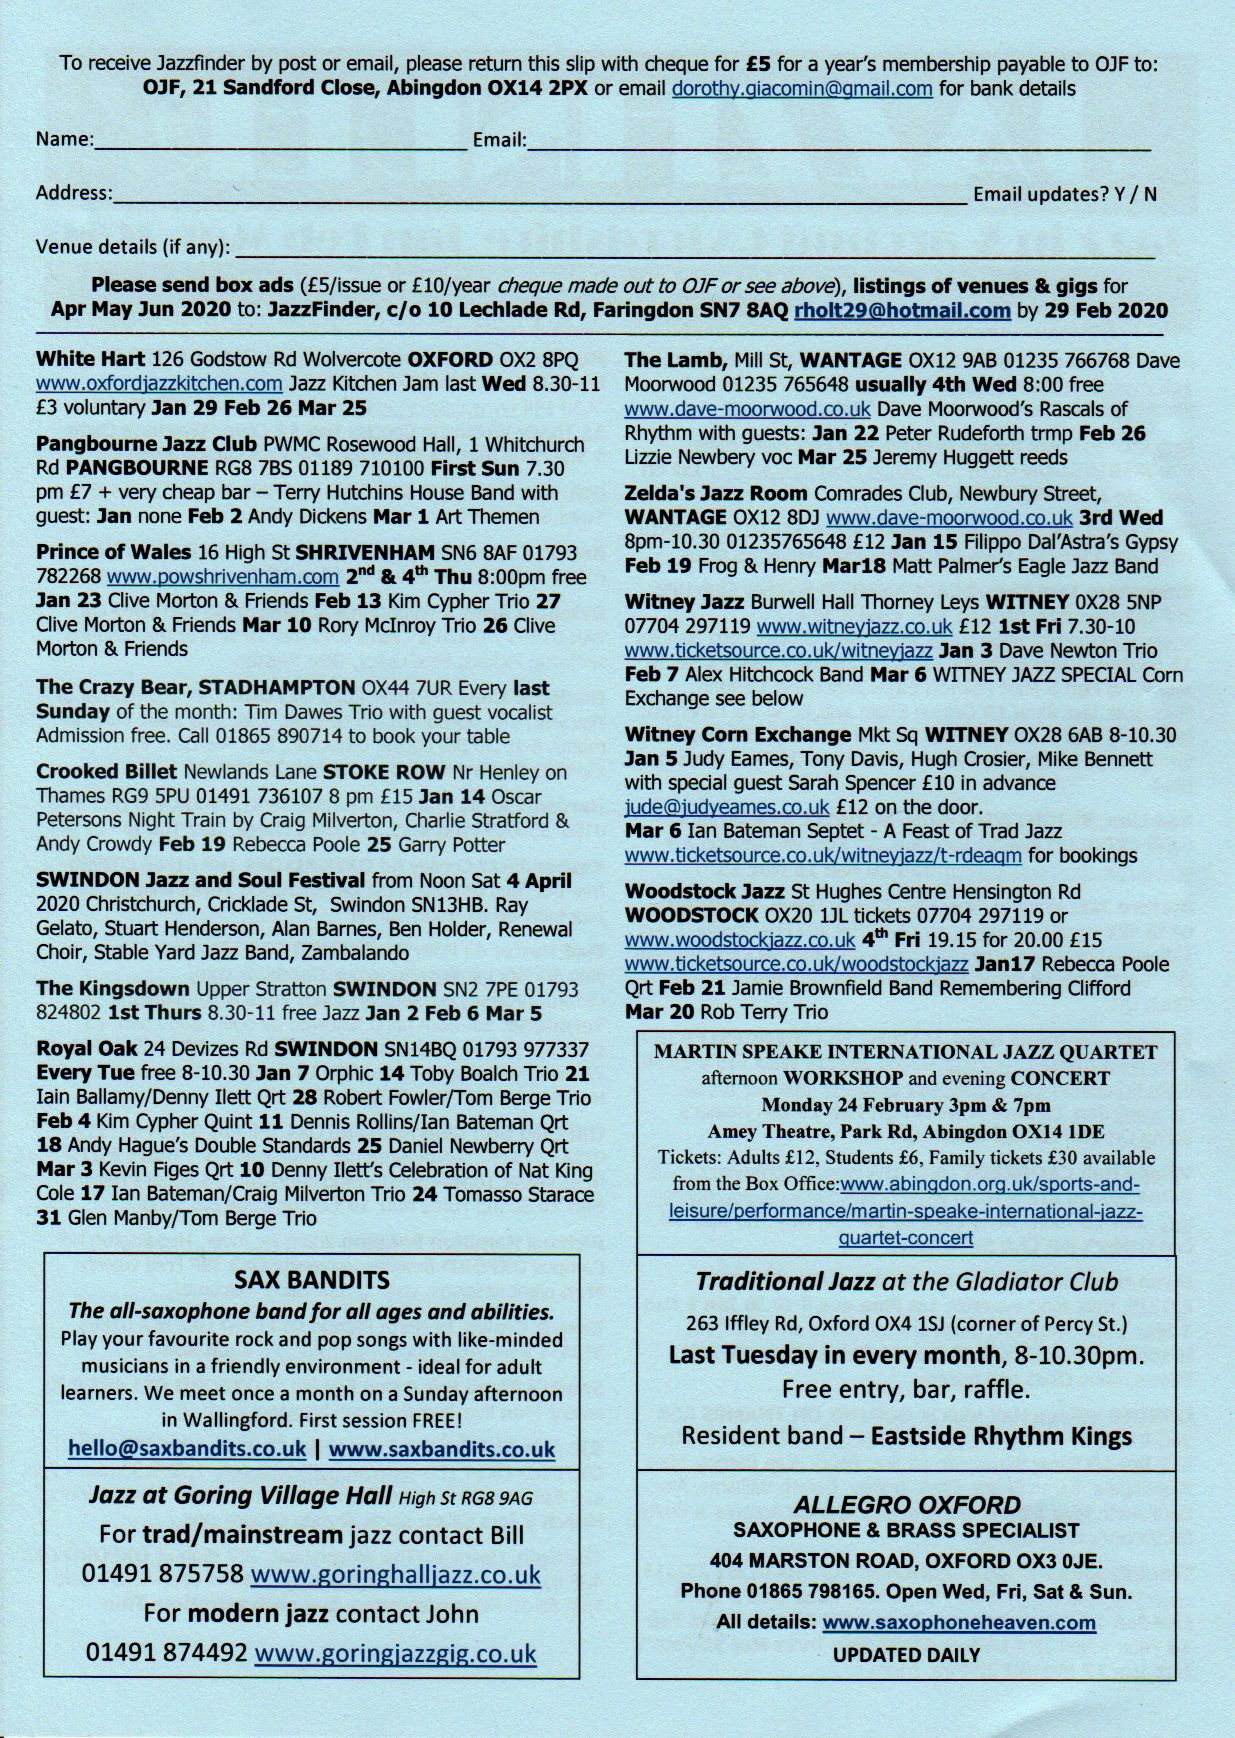 To receive Jazzfinder by post or email, please return this slip with cheque for £5 for a year's membership payable to OJF to:
OJF, 21 Sandford Close, Abingdon OX14 2PX or email dorothy.giacomin@gmail.com for bank details
Name: Email:
Address: Email updates? Y / N
Venue details (if any):
Please send box ads (£5/issue or £10/year cheque made out to OJF or see above), listings of venues & gigs for
Apr May Jun 2020 to: JazzFinder, c/o 10 Lechlade Rd, Faringdon SN7 8AQ rholt29@hotmail.com by 29 Feb 2020
White Hart 126 Godstow Rd Wolvercote OXFORD OX2 8PQ
www.oxfordjazzkitchen.com Jazz Kitchen Jam last Wed 8.30-11
£3 voluntary Jan 29 Feb 26 Mar 25
Pangbourne Jazz Club PWMC Rosewood Hall, 1 Whitchurch
Rd PANGBOURNE RG8 7BS 01189 710100 First Sun 7.30
pm £7 + very cheap bar – Terry Hutchins House Band with
guest: Jan none Feb 2 Andy Dickens Mar 1 Art Themen
Prince of Wales 16 High St SHRIVENHAM SN6 8AF 01793
782268 www.powshrivenham.com 2nd & 4th Thu 8:00pm free
Jan 23 Clive Morton & Friends Feb 13 Kim Cypher Trio 27
Clive Morton & Friends Mar 10 Rory McInroy Trio 26 Clive
Morton & Friends
The Crazy Bear, STADHAMPTON OX44 7UR Every last
Sunday of the month: Tim Dawes Trio with guest vocalist
Admission free. Call 01865 890714 to book your table
Crooked Billet Newlands Lane STOKE ROW Nr Henley on
Thames RG9 5PU 01491 736107 8 pm £15 Jan 14 Oscar
Petersons Night Train by Craig Milverton, Charlie Stratford &
Andy Crowdy Feb 19 Rebecca Poole 25 Garry Potter
SWINDON Jazz and Soul Festival from Noon Sat 4 April
2020 Christchurch, Cricklade St, Swindon SN13HB. Ray
Gelato, Stuart Henderson, Alan Barnes, Ben Holder, Renewal
Choir, Stable Yard Jazz Band, Zambalando
The Kingsdown Upper Stratton SWINDON SN2 7PE 01793
824802 1st Thurs 8.30-11 free Jazz Jan 2 Feb 6 Mar 5
Royal Oak 24 Devizes Rd SWINDON SN14BQ 01793 977337
Every Tue free 8-10.30 Jan 7 Orphic 14 Toby Boalch Trio 21
Iain Ballamy/Denny Ilett Qrt 28 Robert Fowler/Tom Berge Trio
Feb 4 Kim Cypher Quint 11 Dennis Rollins/Ian Bateman Qrt
18 Andy Hague's Double Standards 25 Daniel Newberry Qrt
Mar 3 Kevin Figes Qrt 10 Denny Ilett's Celebration of Nat King
Cole 17 Ian Bateman/Craig Milverton Trio 24 Tomasso Starace
31 Glen Manby/Tom Berge Trio
SAX BANDITS
The all-saxophone band for all ages and abilities.
Play your favourite rock and pop songs with like-minded
musicians in a friendly environment - ideal for adult
learners. We meet once a month on a Sunday afternoon
in Wallingford. First session FREE!
hello@saxbandits.co.uk | www.saxbandits.co.uk
Jazz at Goring Village Hall High St RG8 9AG
For trad/mainstream jazz contact Bill
01491 875758 www.goringhalljazz.co.uk
For modern jazz contact John
01491 874492 www.goringjazzgig.co.uk
The Lamb, Mill St, WANTAGE OX12 9AB 01235 766768 Dave
Moorwood 01235 765648 usually 4th Wed 8:00 free
www.dave-moorwood.co.uk Dave Moorwood's Rascals of
Rhythm with guests: Jan 22 Peter Rudeforth trmp Feb 26
Lizzie Newbery voc Mar 25 Jeremy Huggett reeds
Zelda's Jazz Room Comrades Club, Newbury Street,
WANTAGE OX12 8DJ www.dave-moorwood.co.uk 3rd Wed
8pm-10.30 01235765648 £12 Jan 15 Filippo Dal'Astra's Gypsy
Feb 19 Frog & Henry Mar18 Matt Palmer's Eagle Jazz Band
Witney Jazz Burwell Hall Thorney Leys WITNEY 0X28 5NP
07704 297119 www.witneyjazz.co.uk £12 1st Fri 7.30-10
www.ticketsource.co.uk/witneyjazz Jan 3 Dave Newton Trio
Feb 7 Alex Hitchcock Band Mar 6 WITNEY JAZZ SPECIAL Corn
Exchange see below
Witney Corn Exchange Mkt Sq WITNEY OX28 6AB 8-10.30
Jan 5 Judy Eames, Tony Davis, Hugh Crosier, Mike Bennett
with special guest Sarah Spencer £10 in advance
jude@judyeames.co.uk £12 on the door.
Mar 6 Ian Bateman Septet - A Feast of Trad Jazz
www.ticketsource.co.uk/witneyjazz/t-rdeaqm for bookings
Woodstock Jazz St Hughes Centre Hensington Rd
WOODSTOCK OX20 1JL tickets 07704 297119 or
www.woodstockjazz.co.uk 4th Fri 19.15 for 20.00 £15
www.ticketsource.co.uk/woodstockjazz Jan17 Rebecca Poole
Qrt Feb 21 Jamie Brownfield Band Remembering Clifford
Mar 20 Rob Terry Trio
MARTIN SPEAKE INTERNATIONAL JAZZ QUARTET
afternoon WORKSHOP and evening CONCERT
Monday 24 February 3pm & 7pm
Amey Theatre, Park Rd, Abingdon OX14 1DE
Tickets: Adults £12, Students £6, Family tickets £30 available
from the Box Office:www.abingdon.org.uk/sports-and-
leisure/performance/martin-speake-international-jazz-
quartet-concert
Traditional Jazz at the Gladiator Club
263 Iffley Rd, Oxford OX4 1SJ (corner of Percy St.)
Last Tuesday in every month, 8-10.30pm.
Free entry, bar, raffle.
Resident band – Eastside Rhythm Kings
ALLEGRO OXFORD
SAXOPHONE & BRASS SPECIALIST
404 MARSTON ROAD, OXFORD OX3 0JE.
Phone 01865 798165. Open Wed, Fri, Sat & Sun.
All details: www.saxophoneheaven.com
UPDATED DAILY